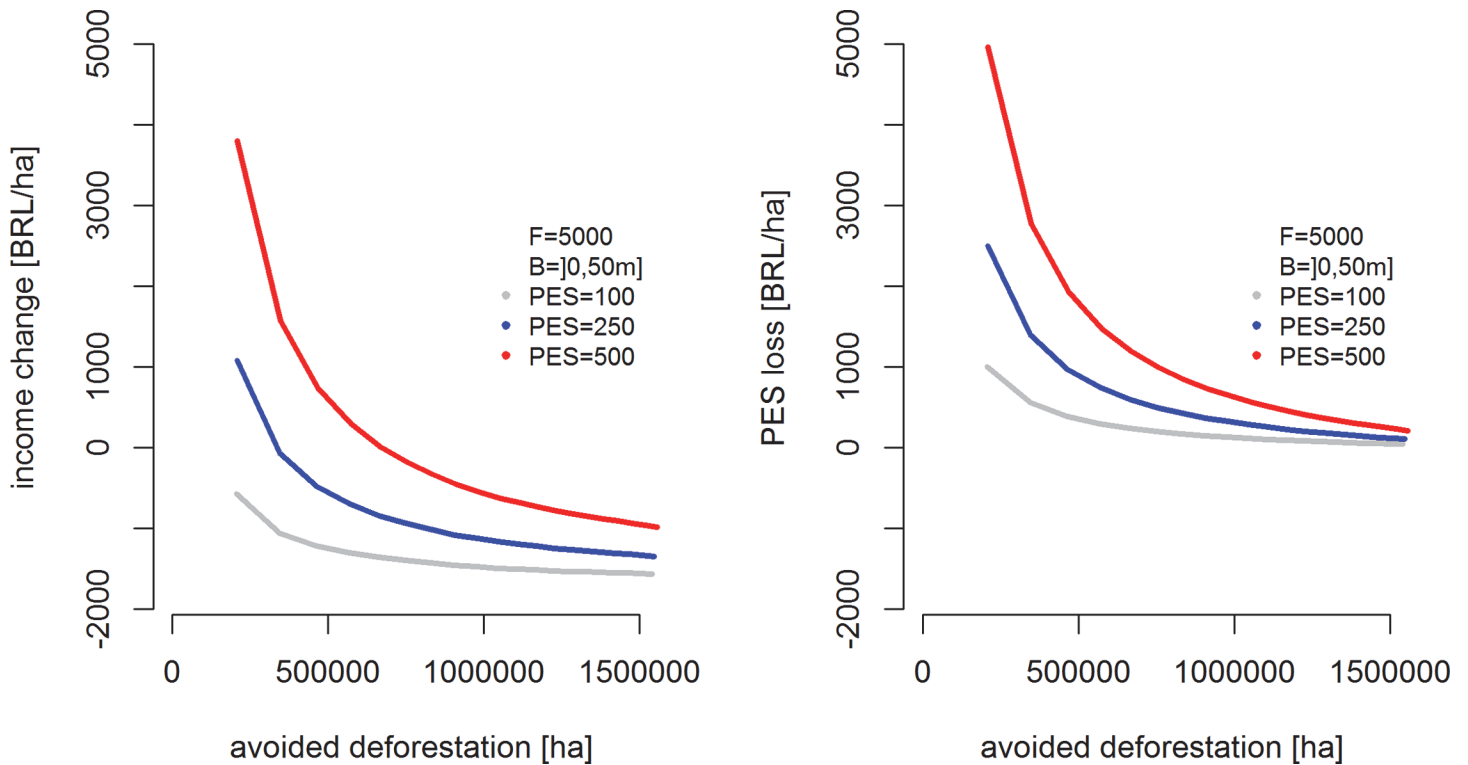 income change [BRL/ha]
5000
3000
1000
0
-2000
F=5000
B=]0,50m]
PES=100
PES=250
PES=500
0
500000
1000000
1500000
avoided deforestation [ha]
PES loss [BRL/ha]
5000
3000
1000
0
-2000
F=5000
B=]0,50m]
PES=100
PES=250
PES=500
0
500000
1000000
1500000
avoided deforestation [ha]